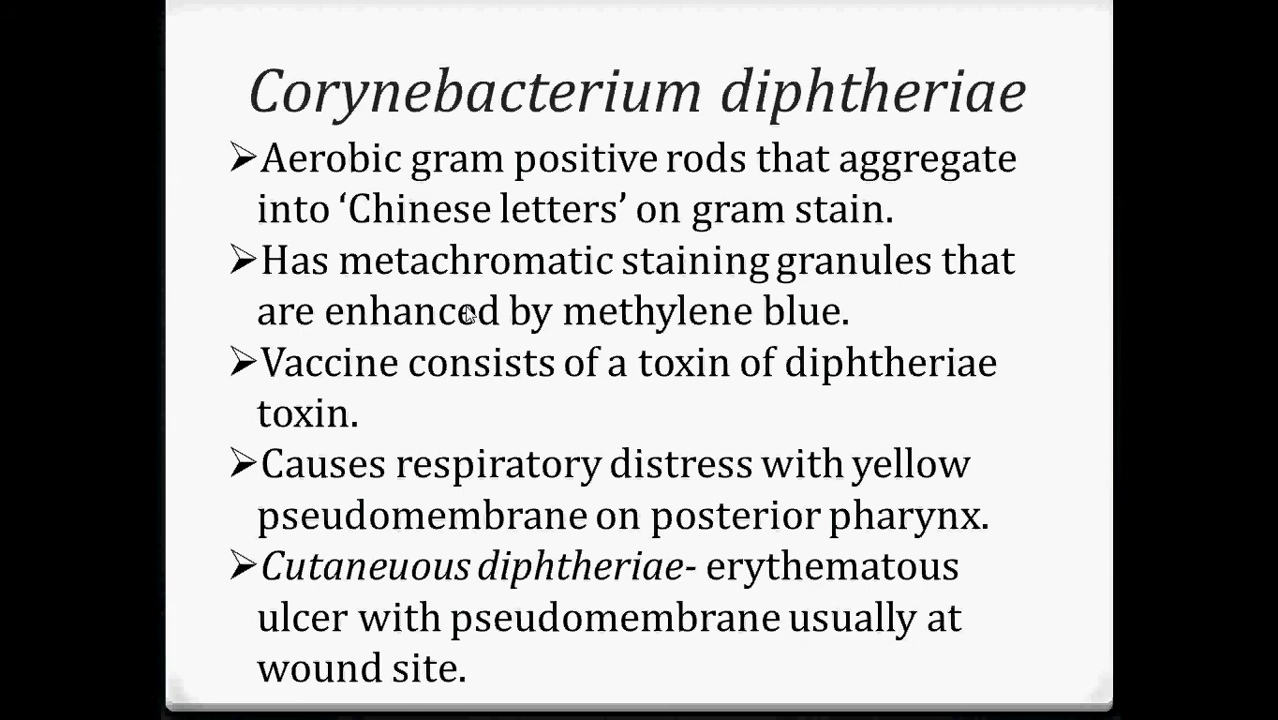 Corynebacterium diphtheriae
➢Aerobic gram positive rods that aggregate
into ‘Chinese letters’ on gram stain.
➢Has metachromatic staining granules that
are enhanced by methylene blue.
➢Vaccine consists of a toxin of diphtheriae
toxin.
➢Causes respiratory distress with yellow
pseudomembrane on posterior pharynx.
➢Cutaneuous diphtheriae- erythematous
ulcer with pseudomembrane usually at
wound site.